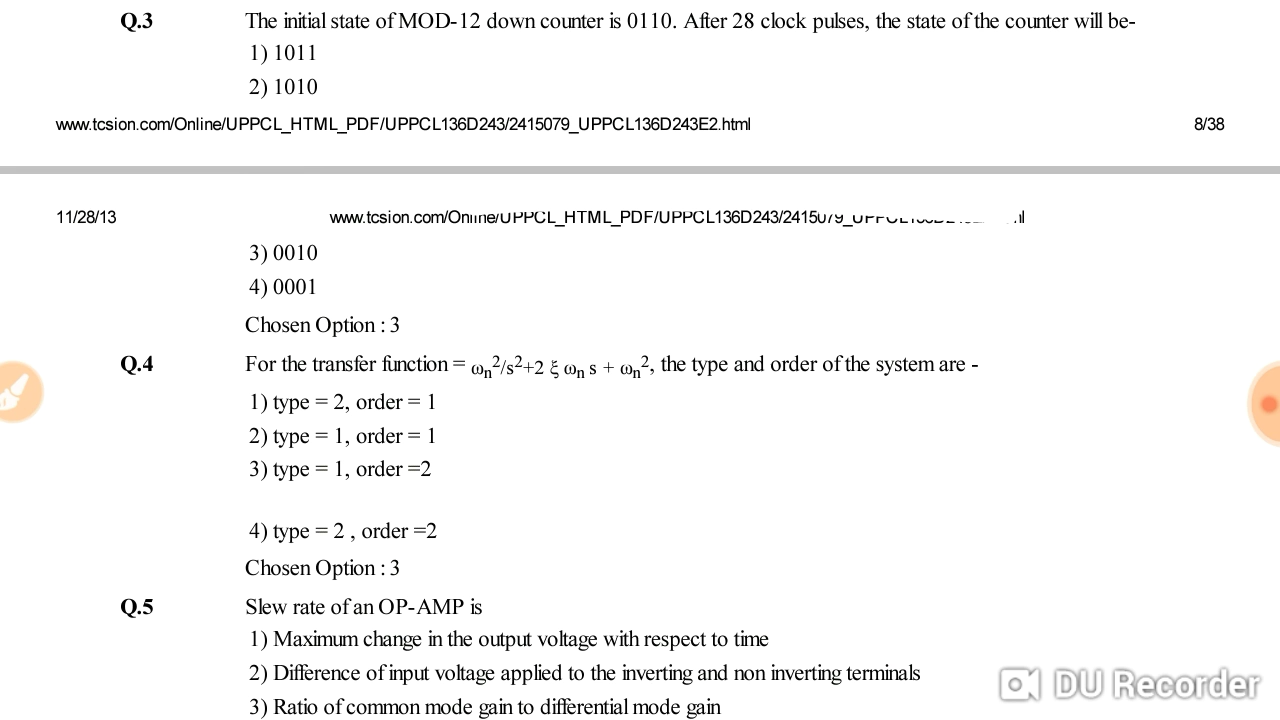 Q.3 The initial state of MOD-12 down counter is 0110. After 28 clock pulses, the state of the counter will be-
1) 1011
2) 1010
www.tcsion.com/Online/UPPCL_HTML_PDF/UPPCL136D243/2415079_UPPCL136D243E2.html 8/38
11/28/13 www.tcsion.com/Online/UPPCL_HTML_PDF/UPPCL136D243/2415079_
3) 0010
4) 0001
Chosen Option : 3
Q.4 For the transfer function = ωn²/s²+2 ξ ωn s + ωn², the type and order of the system are -
1) type = 2, order = 1
2) type = 1, order = 1
3) type = 1, order =2
4) type = 2 , order =2
Chosen Option : 3
Q.5 Slew rate of an OP-AMP is
1) Maximum change in the output voltage with respect to time
2) Difference of input voltage applied to the inverting and non inverting terminals
3) Ratio of common mode gain to differential mode gain
DU Recorder